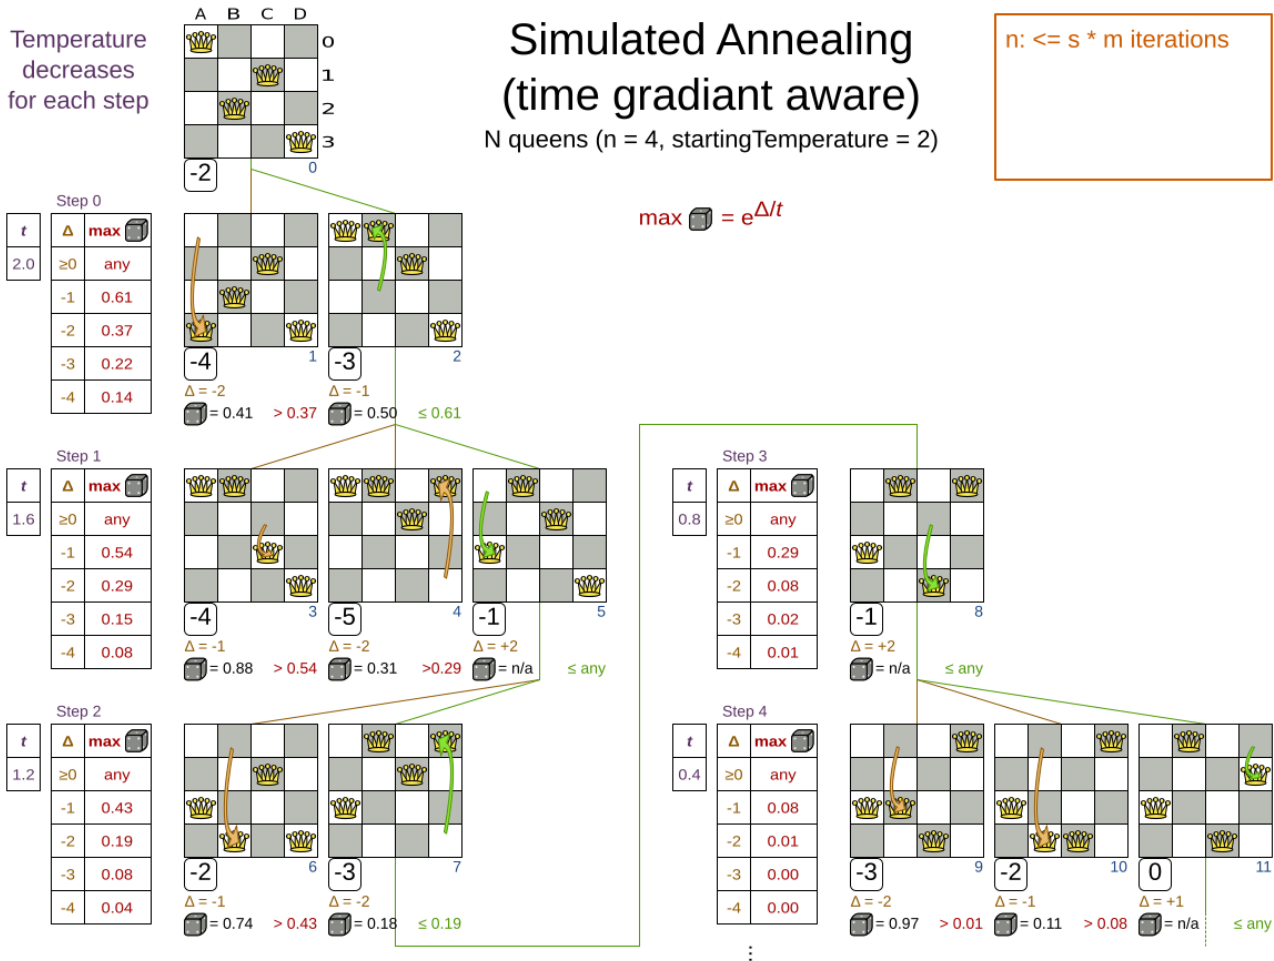 Temperature
decreases
for each step
A B C D
0
1
2
3
-2
0
Simulated Annealing
(time gradiant aware)
N queens (n = 4, startingTemperature = 2)
n: <= s * m iterations
max = e^Δ/t
Step 0
t
2.0
Δ max
≥0 any
-1 0.61
-2 0.37
-3 0.22
-4 0.14
-4
1
Δ = -2
= 0.41 > 0.37
-3
2
Δ = -1
= 0.50 ≤ 0.61
Step 1
t
1.6
Δ max
≥0 any
-1 0.54
-2 0.29
-3 0.15
-4 0.08
-4
3
Δ = -1
= 0.88 > 0.54
-5
4
Δ = -2
= 0.31 >0.29
-1
5
Δ = +2
= n/a ≤ any
Step 2
t
1.2
Δ max
≥0 any
-1 0.43
-2 0.19
-3 0.08
-4 0.04
-2
6
Δ = -1
= 0.74 > 0.43
-3
7
Δ = -2
= 0.18 ≤ 0.19
Step 3
t
0.8
Δ max
≥0 any
-1 0.29
-2 0.08
-3 0.02
-4 0.01
-1
8
Δ = +2
= n/a ≤ any
Step 4
t
0.4
Δ max
≥0 any
-1 0.08
-2 0.01
-3 0.00
-4 0.00
-3
9
Δ = -2
= 0.97 > 0.01
-2
10
Δ = -1
= 0.11 > 0.08
0
11
Δ = +1
= n/a ≤ any
⋮